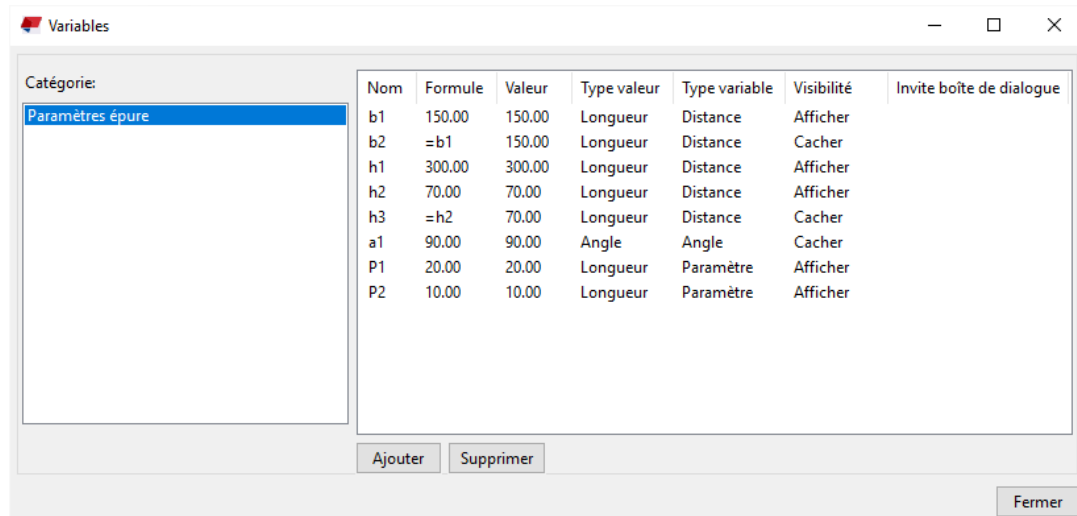 Variables
Catégorie:
Paramètres épure
Nom Formule Valeur Type valeur Type variable Visibilité Invite boîte de dialogue
b1 150.00 150.00 Longueur Distance Afficher
b2 =b1 150.00 Longueur Distance Cacher
h1 300.00 300.00 Longueur Distance Afficher
h2 70.00 70.00 Longueur Distance Afficher
h3 =h2 70.00 Longueur Distance Cacher
a1 90.00 90.00 Angle Angle Cacher
P1 20.00 20.00 Longueur Paramètre Afficher
P2 10.00 10.00 Longueur Paramètre Afficher
Ajouter Supprimer
Fermer